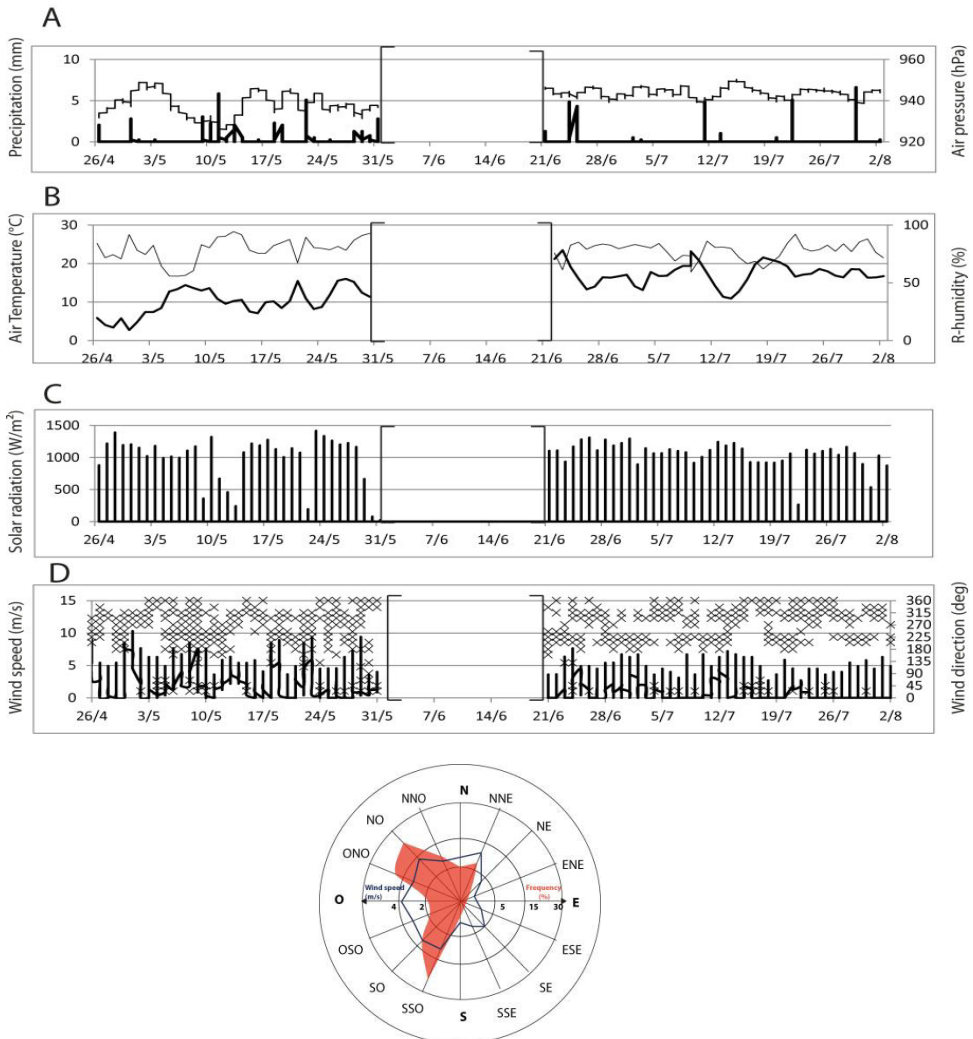 A
Precipitation (mm)
10
5
0
960
940
920
Air pressure (hPa)
26/4 3/5 10/5 17/5 24/5 31/5 7/6 14/6 21/6 28/6 5/7 12/7 19/7 26/7 2/8
B
Air Temperature (°C)
30
20
10
0
100
50
0
R-humidity (%)
26/4 3/5 10/5 17/5 24/5 31/5 7/6 14/6 21/6 28/6 5/7 12/7 19/7 26/7 2/8
C
Solar radiation (W/m²)
1500
1000
500
0
26/4 3/5 10/5 17/5 24/5 31/5 7/6 14/6 21/6 28/6 5/7 12/7 19/7 26/7 2/8
D
Wind speed (m/s)
15
10
5
0
360
315
270
225
180
135
90
45
0
Wind direction (deg)
26/4 3/5 10/5 17/5 24/5 31/5 7/6 14/6 21/6 28/6 5/7 12/7 19/7 26/7 2/8
N
NNO NNE
NO NE
ONO ENE
Wind speed
(m/s)
Frequency
(%)
O 4 2 5 15 30 E
OSO ESE
SO SE
SSO SSE
S